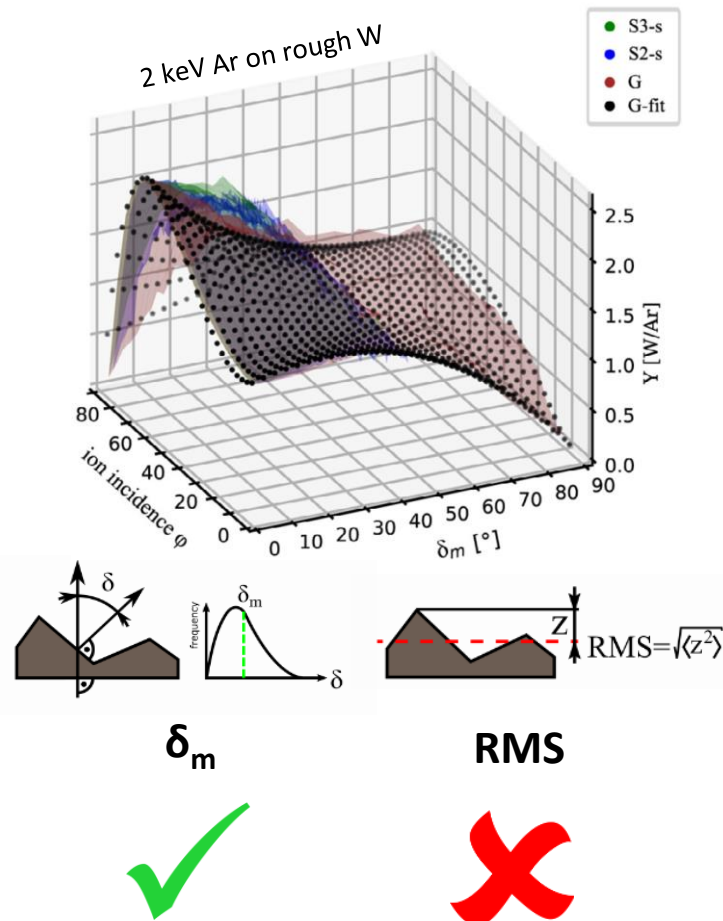 2 keV Ar on rough W
S3-s
S2-s
G
G-fit
2.5
2.0
1.5
1.0
0.5
0.0
Y [W/Ar]
80
60
40
20
0
ion incidence φ
0 10 20 30 40 50 60 70 80 90
δm [°]
δ
frequency
δm
δ
Z
RMS=√⟨z²⟩
δm
RMS